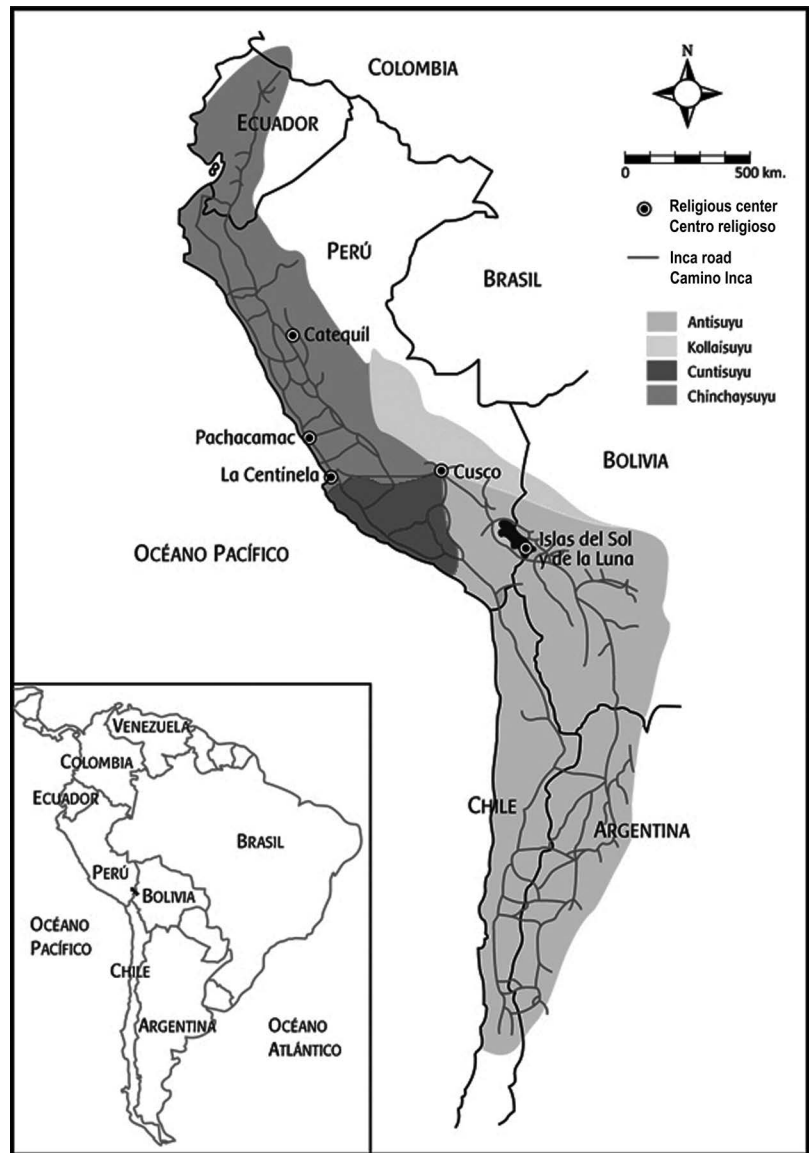 COLOMBIA
ECUADOR
N
0 500 km.
Religious center
Centro religioso
Inca road
Camino Inca
PERÚ
BRASIL
Antisuyu
Kollaisuyu
Cuntisuyu
Chinchaysuyu
Catequil
Pachacamac
La Centinela
Cusco
BOLIVIA
OCÉANO PACÍFICO
Islas del Sol
y de la Luna
CHILE
ARGENTINA
VENEZUELA
COLOMBIA
ECUADOR
BRASIL
PERÚ
BOLIVIA
OCÉANO
PACÍFICO
CHILE
ARGENTINA
OCÉANO
ATLÁNTICO